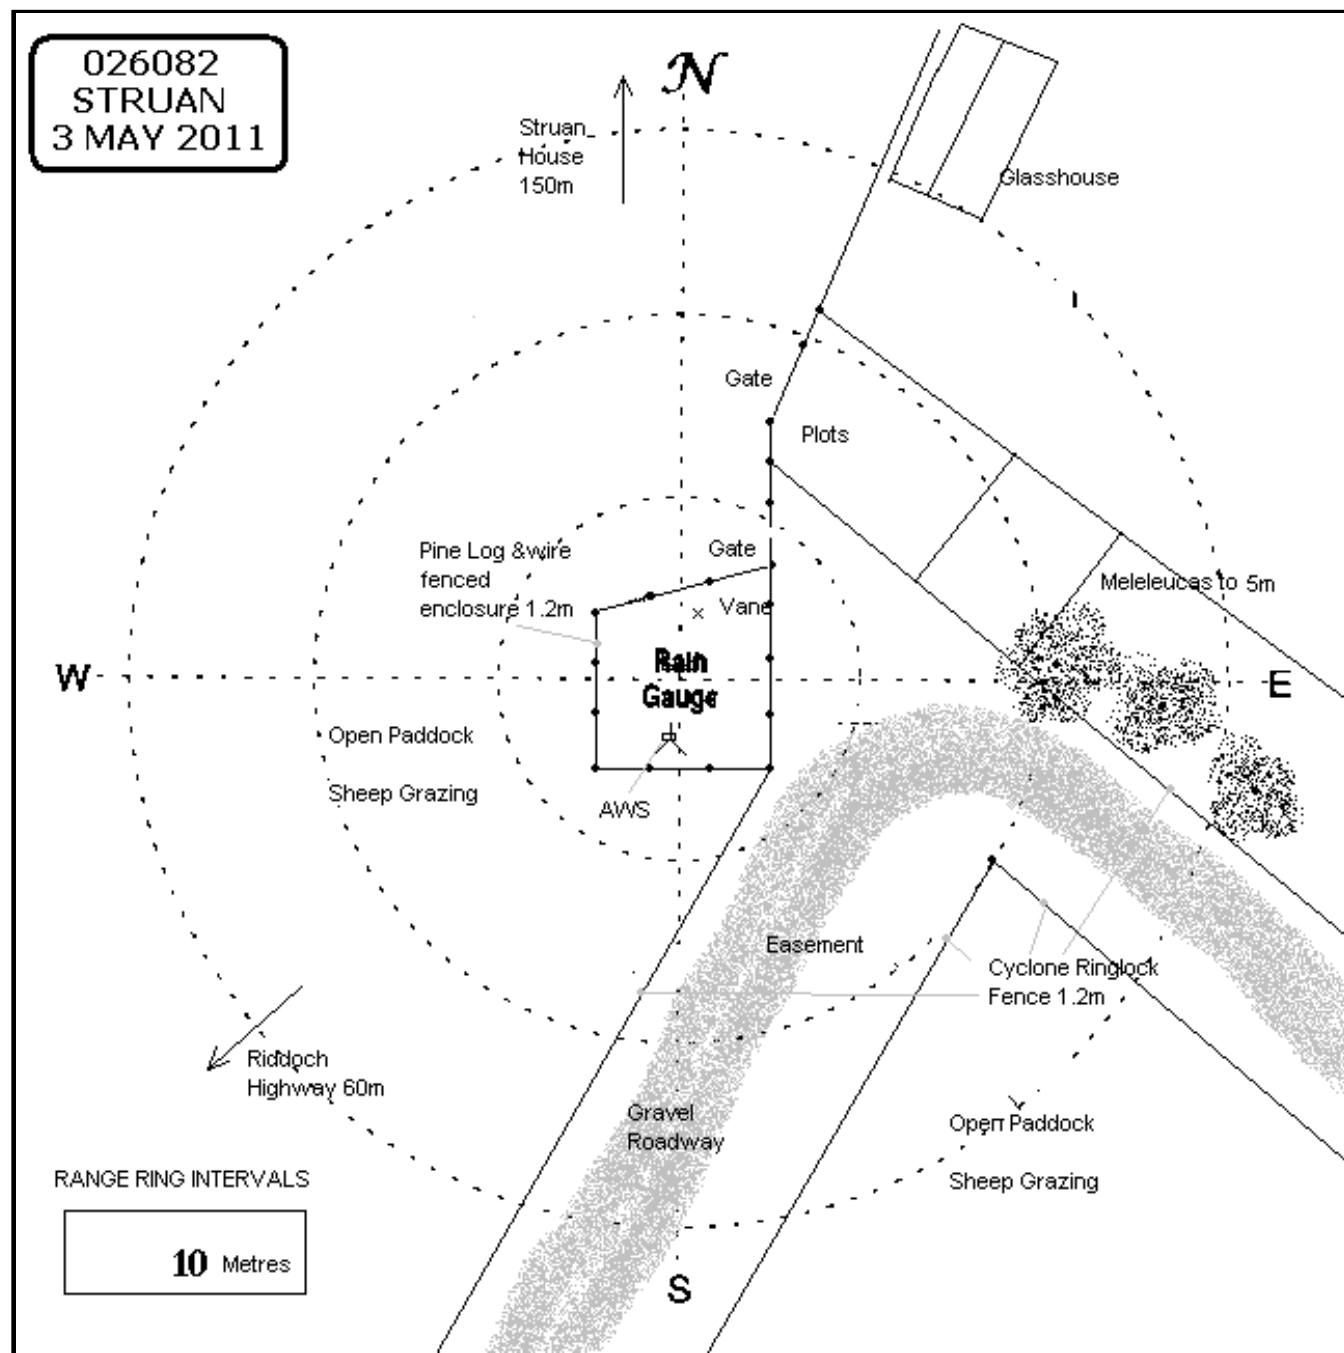 026082
STRUAN
3 MAY 2011
N
Struan
House
150m
Glasshouse
Gate
Plots
Pine Log &wire
fenced
enclosure 1.2m
Gate
Vane
Meleleucas to 5m
W
Rain
Gauge
E
Open Paddock
Sheep Grazing
AWS
Easement
Cyclone Ringlock
Fence 1.2m
Riddoch
Highway 60m
Gravel
Roadway
Open Paddock
Sheep Grazing
RANGE RING INTERVALS
10 Metres
S